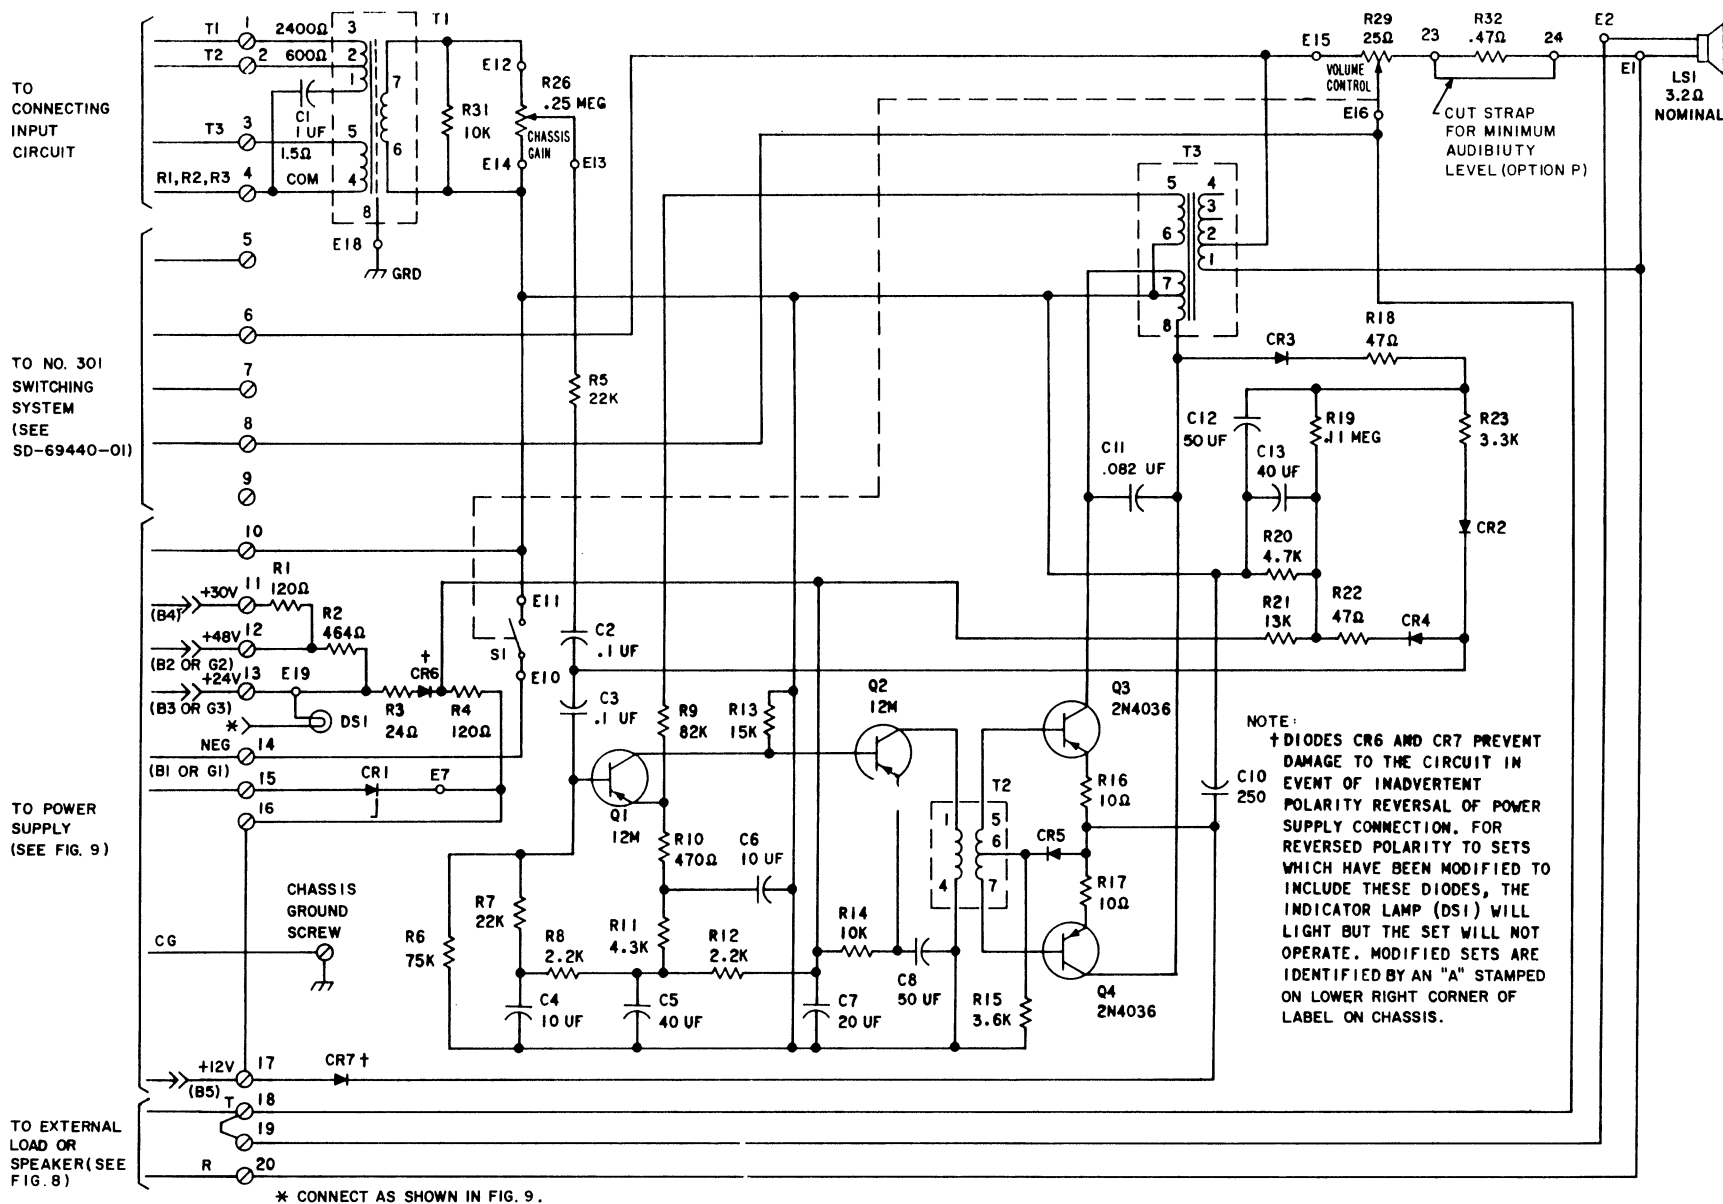 T1
1
2400Ω
3
T1
T2
2
600Ω
2
1
7
C1
1 UF
T3
3
1.5Ω
5
6
R1,R2,R3
4
COM
4
8
E18
GRD
TO
CONNECTING
INPUT
CIRCUIT
R31
10K
E12
R26
.25 MEG
CHASSIS
GAIN
E14
E13
E15
R29
25Ω
VOLUME
CONTROL
E16
23
R32
.47Ω
24
E2
E1
LS1
3.2Ω
NOMINAL
CUT STRAP
FOR MINIMUM
AUDIBIUTY
LEVEL (OPTION P)
T3
5
4
3
6
2
7
1
8
5
6
7
8
9
TO NO. 301
SWITCHING
SYSTEM
(SEE
SD-69440-01)
R5
22K
CR3
R18
47Ω
C12
50 UF
R19
.11 MEG
R23
3.3K
C13
40 UF
C11
.082 UF
CR2
R20
4.7K
R21
13K
R22
47Ω
CR4
10
11
R1
120Ω
+30V
(B4)
12
R2
464Ω
+48V
(B2 OR G2)
13
+24V
(B3 OR G3)
E19
†
CR6
R3
24Ω
R4
120Ω
*
DS1
NEG
14
(B1 OR G1)
15
CR1
E7
16
E11
S1
E10
C2
.1 UF
C3
.1 UF
R9
82K
R13
15K
Q2
12M
Q3
2N4036
Q1
12M
R16
10Ω
C10
250
T2
1
5
6
4
7
CR5
R17
10Ω
R10
470Ω
C6
10 UF
TO POWER
SUPPLY
(SEE FIG. 9)
CHASSIS
GROUND
SCREW
CG
R6
75K
R7
22K
R8
2.2K
R11
4.3K
R12
2.2K
R14
10K
C8
50 UF
R15
3.6K
Q4
2N4036
C4
10 UF
C5
40 UF
C7
20 UF
NOTE:
† DIODES CR6 AND CR7 PREVENT
DAMAGE TO THE CIRCUIT IN
EVENT OF INADVERTENT
POLARITY REVERSAL OF POWER
SUPPLY CONNECTION. FOR
REVERSED POLARITY TO SETS
WHICH HAVE BEEN MODIFIED TO
INCLUDE THESE DIODES, THE
INDICATOR LAMP (DS1) WILL
LIGHT BUT THE SET WILL NOT
OPERATE. MODIFIED SETS ARE
IDENTIFIED BY AN "A" STAMPED
ON LOWER RIGHT CORNER OF
LABEL ON CHASSIS.
+12V
17
(B5)
CR7 †
T
18
19
R
20
TO EXTERNAL
LOAD OR
SPEAKER(SEE
FIG. 8)
* CONNECT AS SHOWN IN FIG. 9.